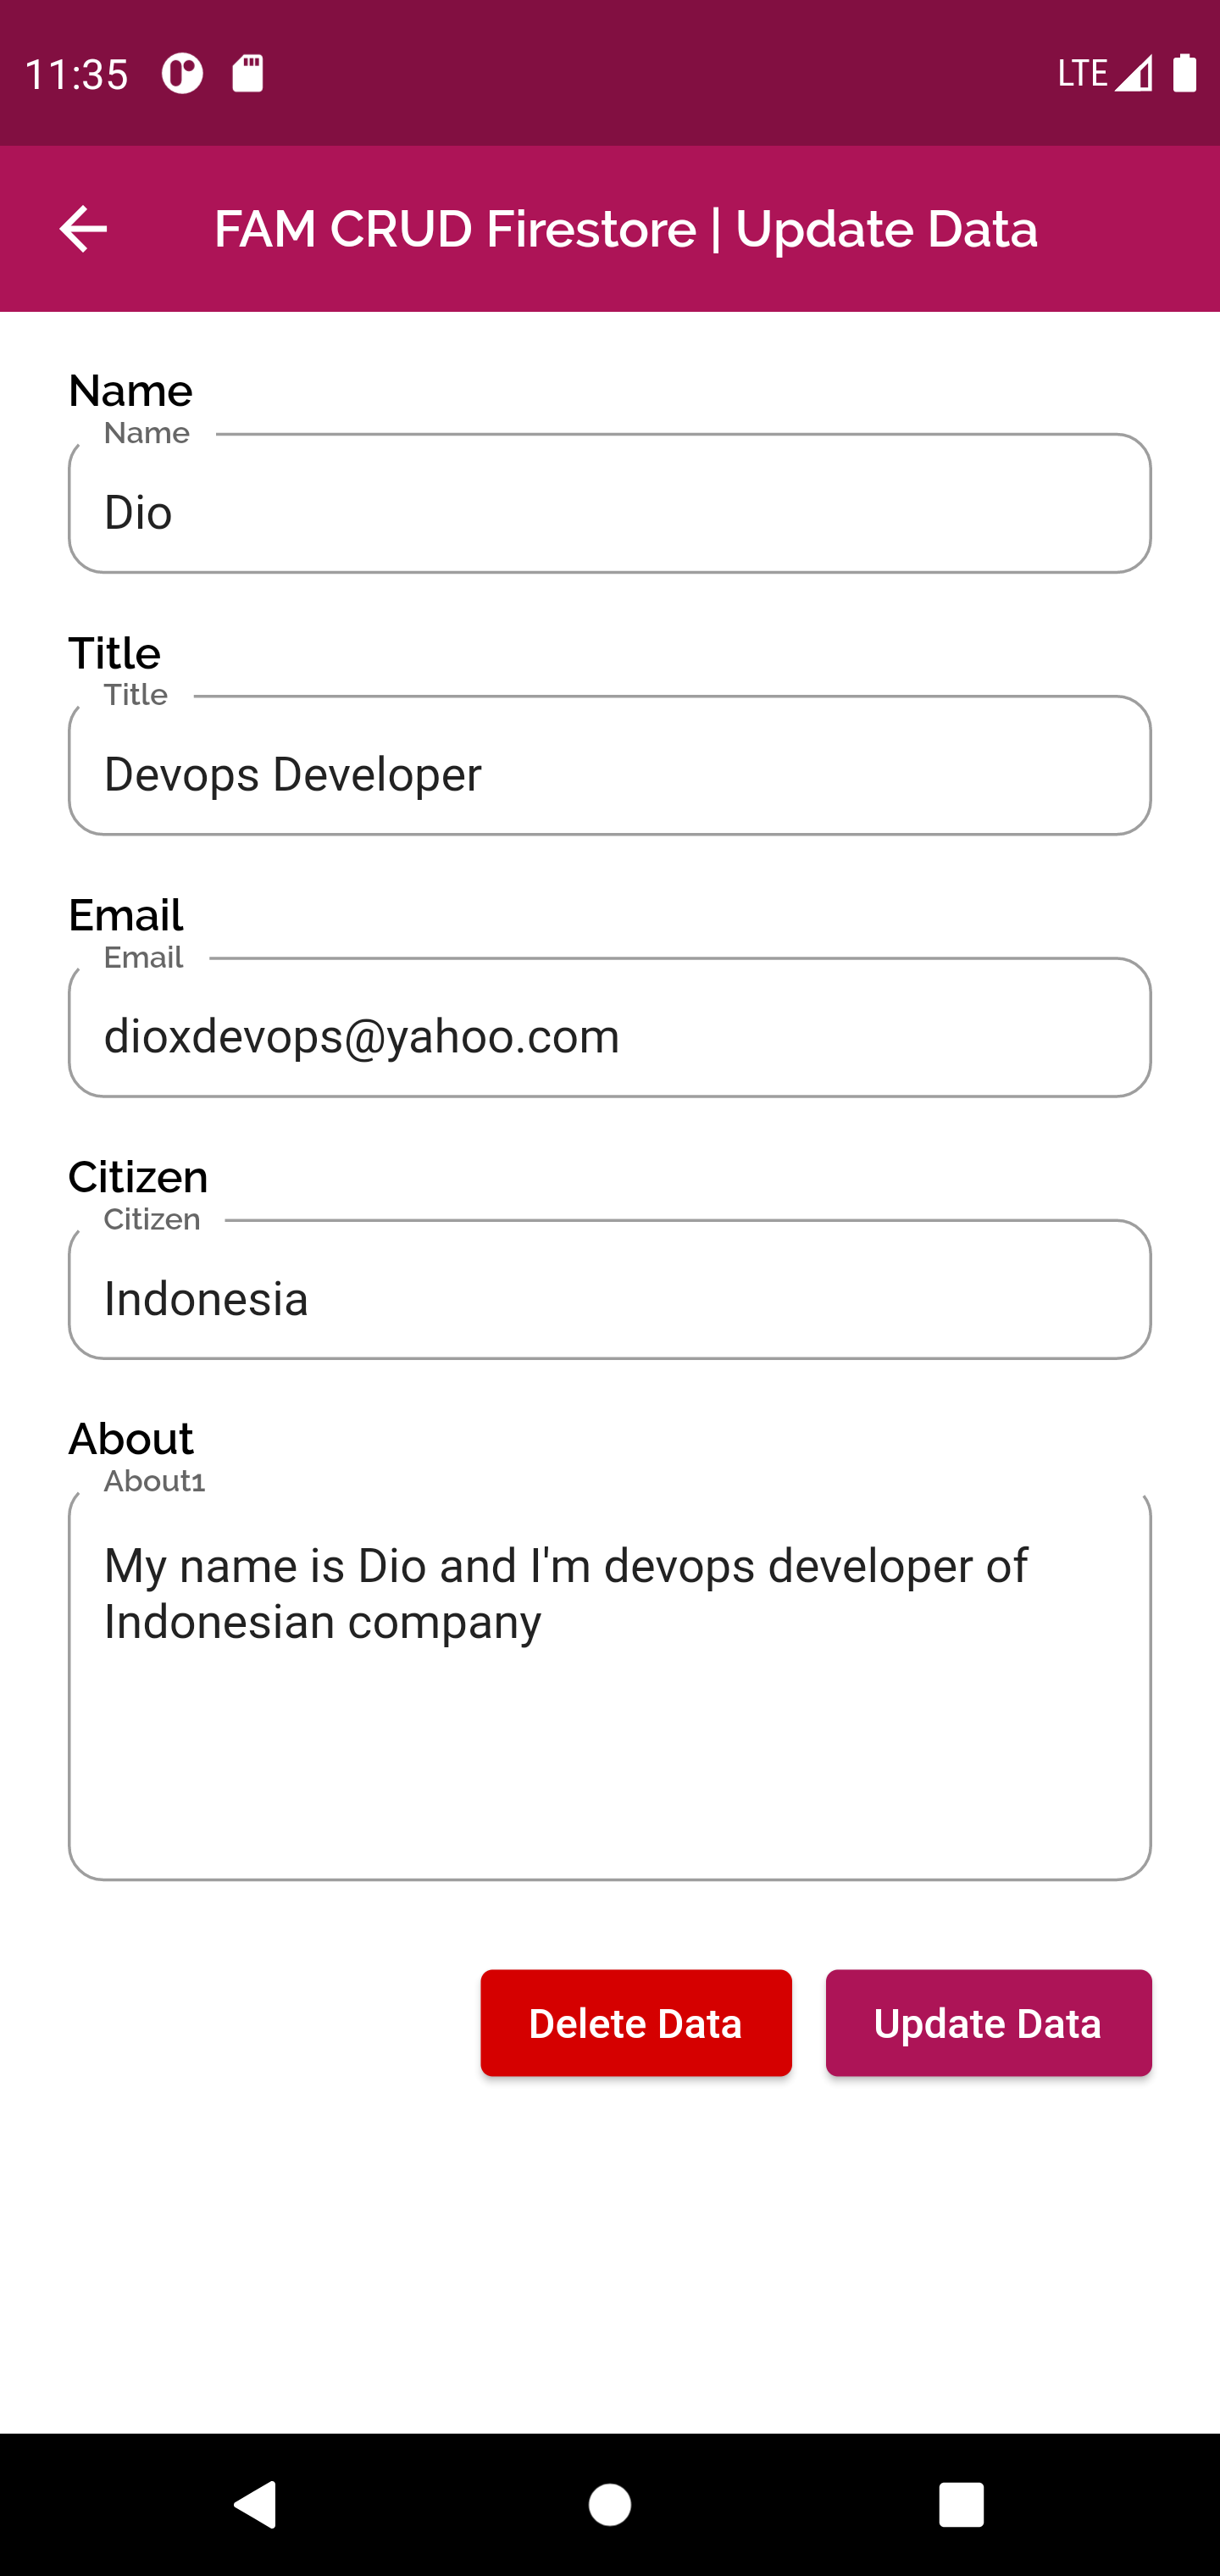 11:35 LTE
FAM CRUD Firestore | Update Data
Name
Name
Dio
Title
Title
Devops Developer
Email
Email
dioxdevops@yahoo.com
Citizen
Citizen
Indonesia
About
About1
My name is Dio and I'm devops developer of
Indonesian company
Delete Data Update Data